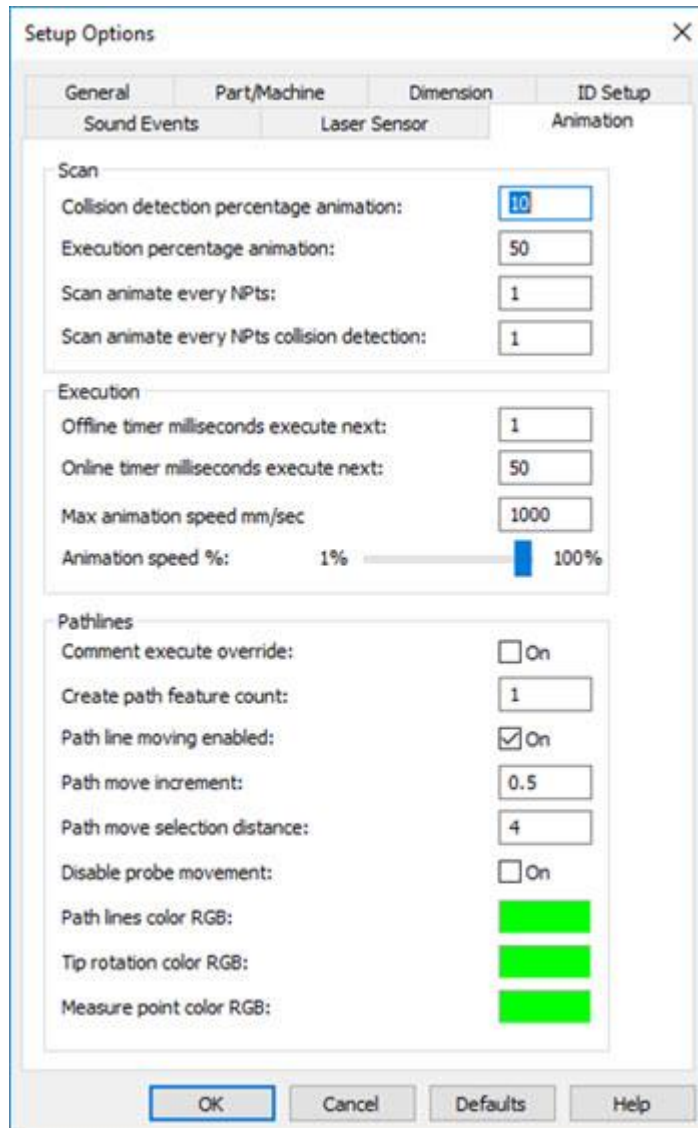 Setup Options
General Part/Machine Dimension ID Setup
Sound Events Laser Sensor Animation
Scan
Collision detection percentage animation: 10
Execution percentage animation: 50
Scan animate every NPts: 1
Scan animate every NPts collision detection: 1
Execution
Offline timer milliseconds execute next: 1
Online timer milliseconds execute next: 50
Max animation speed mm/sec 1000
Animation speed %: 1% 100%
Pathlines
Comment execute override: On
Create path feature count: 1
Path line moving enabled: On
Path move increment: 0.5
Path move selection distance: 4
Disable probe movement: On
Path lines color RGB:
Tip rotation color RGB:
Measure point color RGB:
OK Cancel Defaults Help